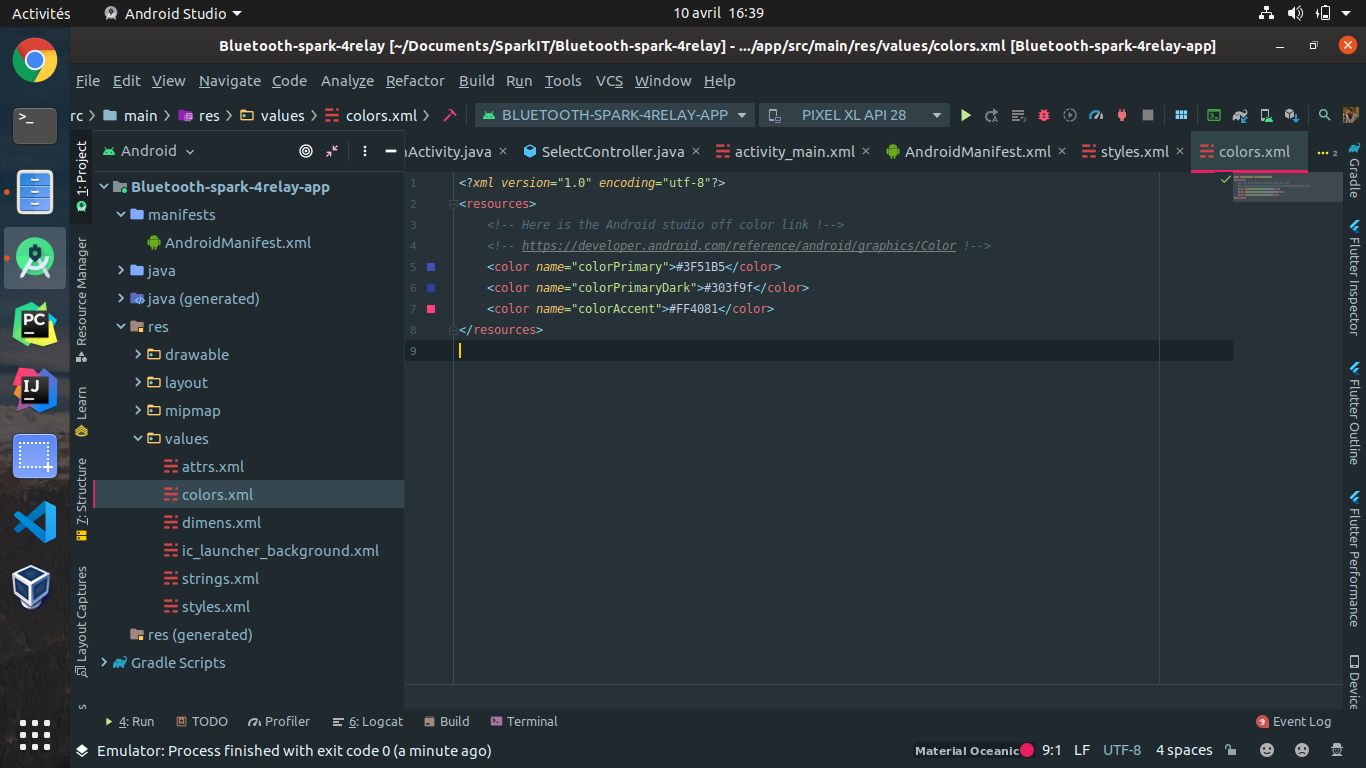 Activités Android Studio 10 avril 16:39
Bluetooth-spark-4relay [~/Documents/SparkIT/Bluetooth-spark-4relay] - .../app/src/main/res/values/colors.xml [Bluetooth-spark-4relay-app]
File Edit View Navigate Code Analyze Refactor Build Run Tools VCS Window Help
rc main res values colors.xml BLUETOOTH-SPARK-4RELAY-APP PIXEL XL API 28
Android
nActivity.java SelectController.java activity_main.xml AndroidManifest.xml styles.xml colors.xml 2
1: Project
Resource Manager
Learn
7: Structure
Layout Captures
s
Bluetooth-spark-4relay-app
manifests
AndroidManifest.xml
java
java (generated)
res
drawable
layout
mipmap
values
attrs.xml
colors.xml
dimens.xml
ic_launcher_background.xml
strings.xml
styles.xml
res (generated)
Gradle Scripts
1 <?xml version="1.0" encoding="utf-8"?>
2 <resources>
3 <!-- Here is the Android studio off color link !-->
4 <!-- https://developer.android.com/reference/android/graphics/Color !-->
5 <color name="colorPrimary">#3F51B5</color>
6 <color name="colorPrimaryDark">#303f9f</color>
7 <color name="colorAccent">#FF4081</color>
8 </resources>
9
Gradle
Flutter Inspector
Flutter Outline
Flutter Performance
Device
>_
PC
IJ
4: Run TODO Profiler 6: Logcat Build Terminal 9 Event Log
Emulator: Process finished with exit code 0 (a minute ago) Material Oceanic 9:1 LF UTF-8 4 spaces